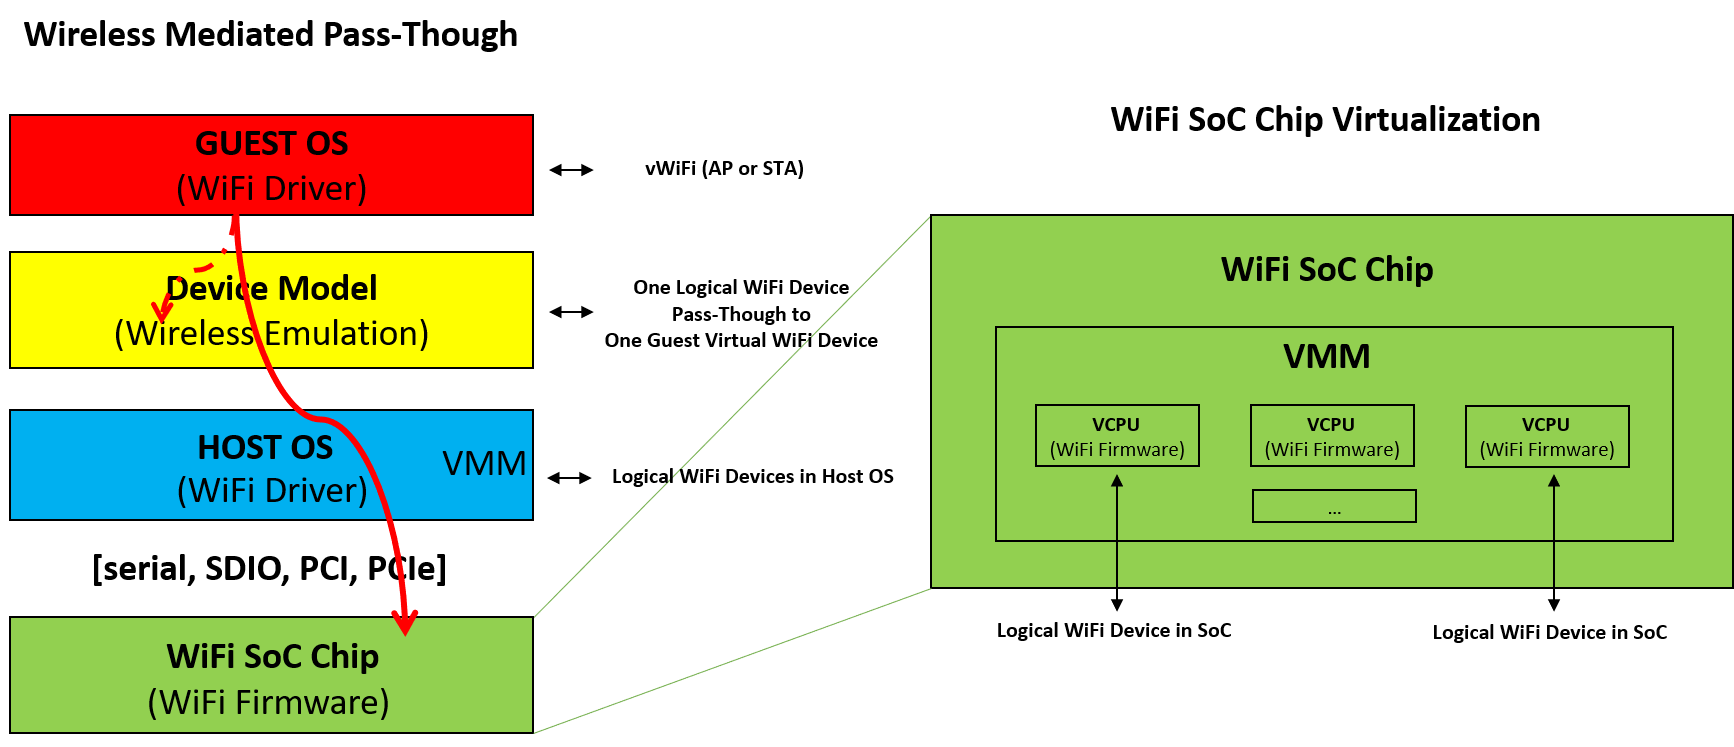 Wireless Mediated Pass-Though
GUEST OS
(WiFi Driver)
vWiFi (AP or STA)
Device Model
(Wireless Emulation)
One Logical WiFi Device
Pass-Though to
One Guest Virtual WiFi Device
HOST OS
(WiFi Driver)
VMM
Logical WiFi Devices in Host OS
[serial, SDIO, PCI, PCIe]
WiFi SoC Chip
(WiFi Firmware)
WiFi SoC Chip Virtualization
WiFi SoC Chip
VMM
VCPU
(WiFi Firmware)
VCPU
(WiFi Firmware)
VCPU
(WiFi Firmware)
...
Logical WiFi Device in SoC
Logical WiFi Device in SoC